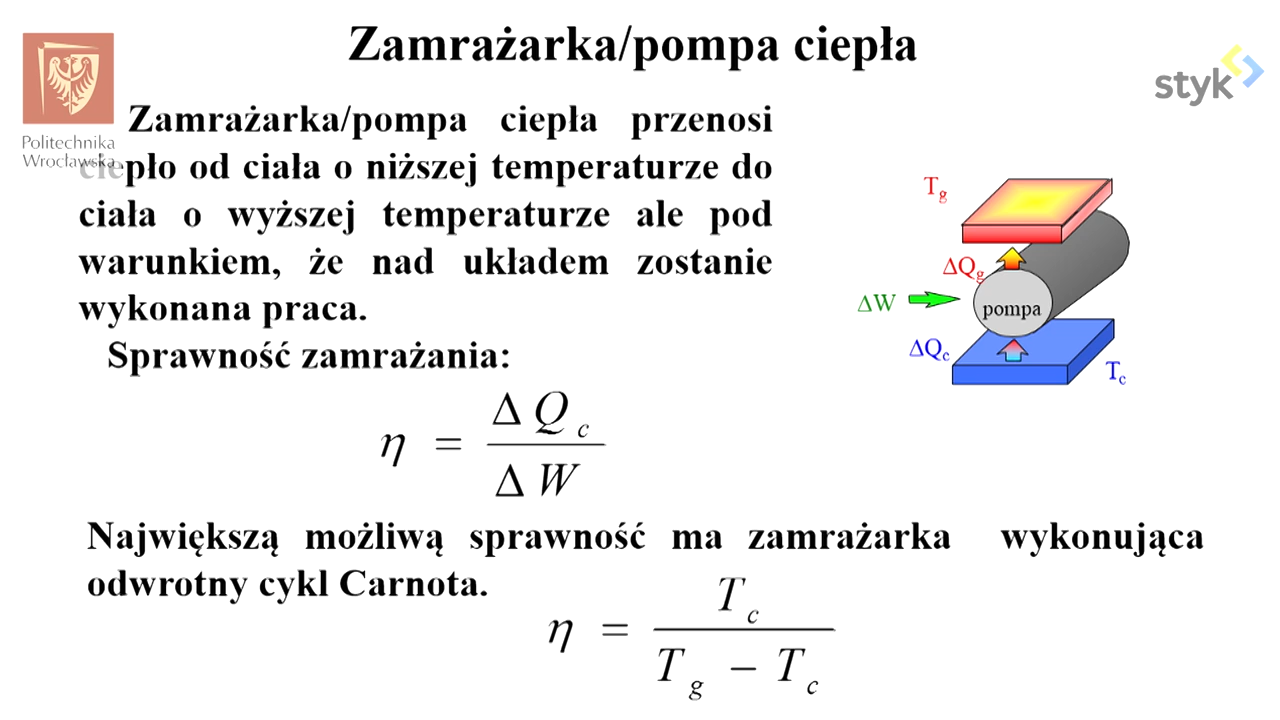 Zamrażarka/pompa ciepła
styk
Politechnika
Wrocławska
Zamrażarka/pompa ciepła przenosi
ciepło od ciała o niższej temperaturze do
ciała o wyższej temperaturze ale pod
warunkiem, że nad układem zostanie
wykonana praca.
Sprawność zamrażania:
η = ΔQc / ΔW
Tg
ΔQg
ΔW
pompa
ΔQc
Tc
Największą możliwą sprawność ma zamrażarka wykonująca
odwrotny cykl Carnota.
η = Tc / Tg − Tc